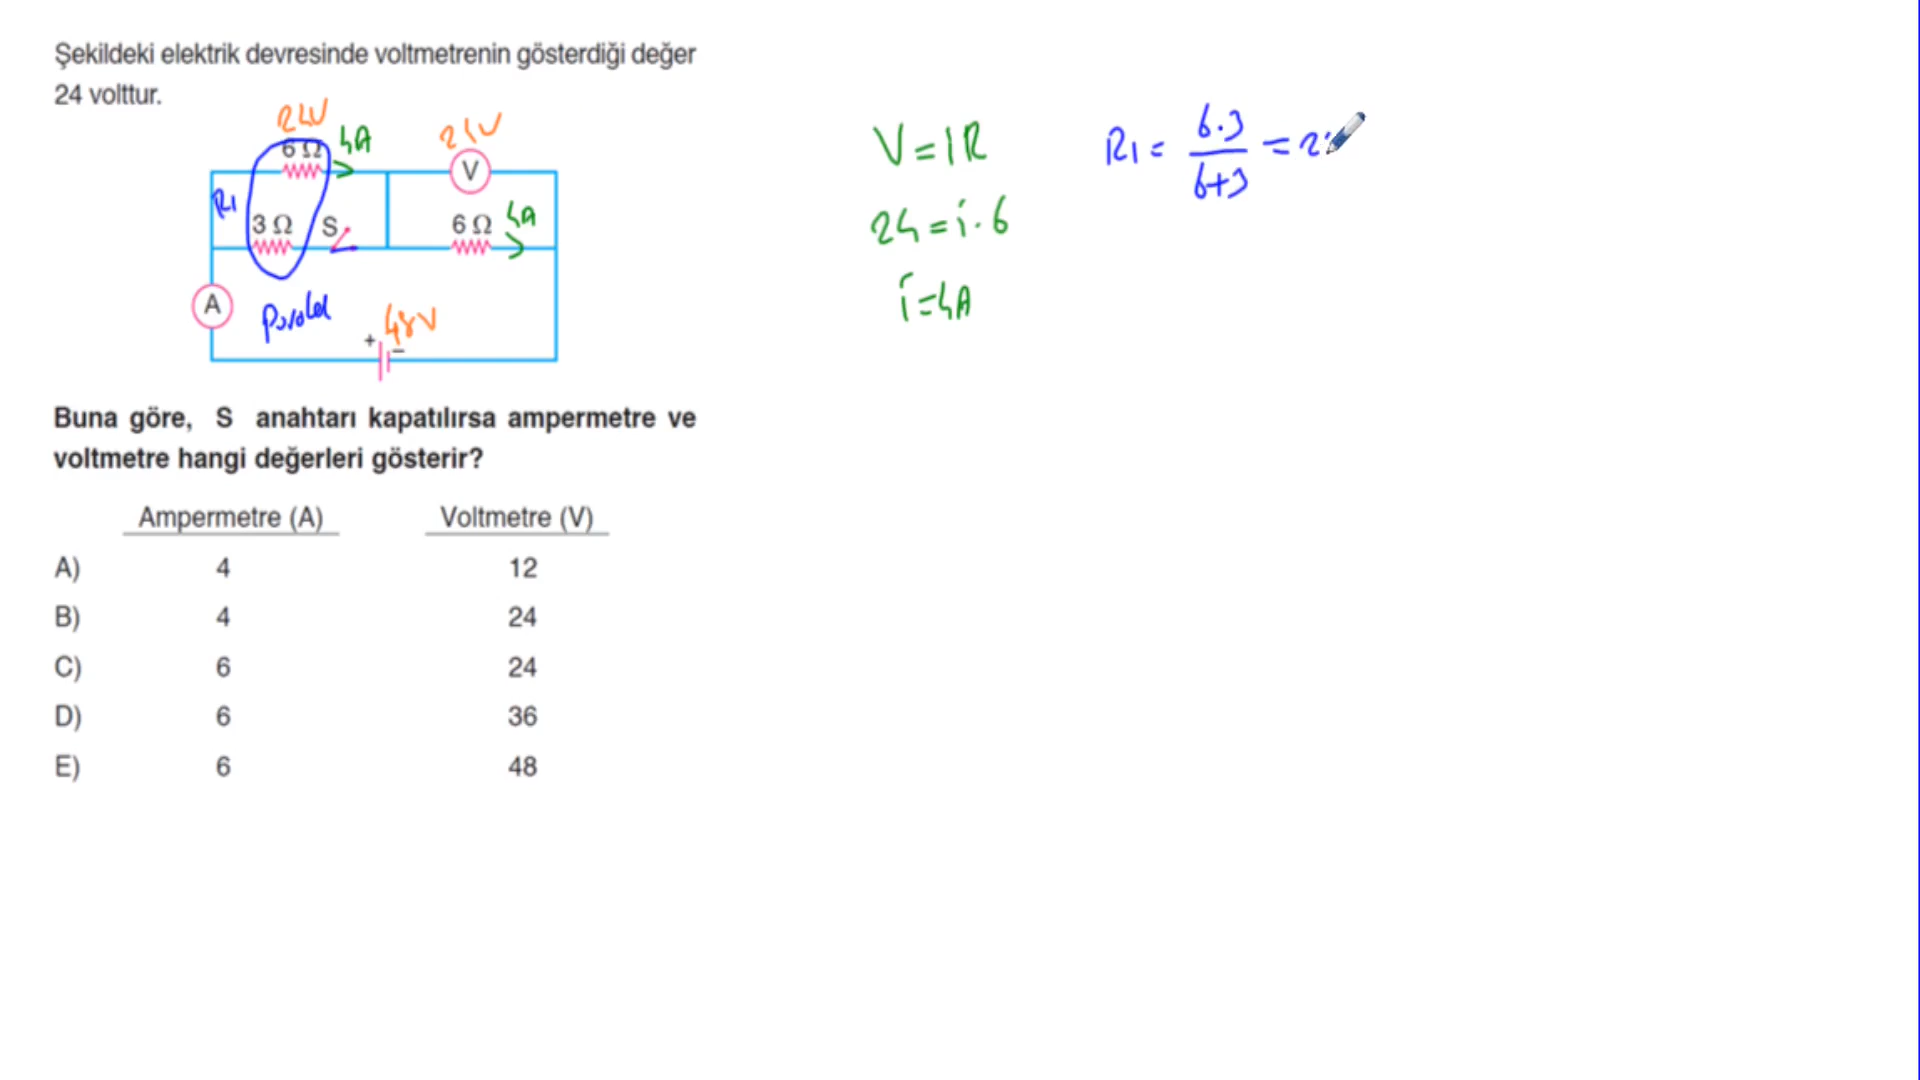 Şekildeki elektrik devresinde voltmetrenin gösterdiği değer
24 volttur.
24V
6 Ω 4A
24V
V
R1
3 Ω S
6 Ω 4A
A
Paralel
48V
+ −
V=IR
24=i.6
i=4A
R1= 6.3 / 6+3 =2
Buna göre, S anahtarı kapatılırsa ampermetre ve
voltmetre hangi değerleri gösterir?
Ampermetre (A) Voltmetre (V)
A) 4 12
B) 4 24
C) 6 24
D) 6 36
E) 6 48